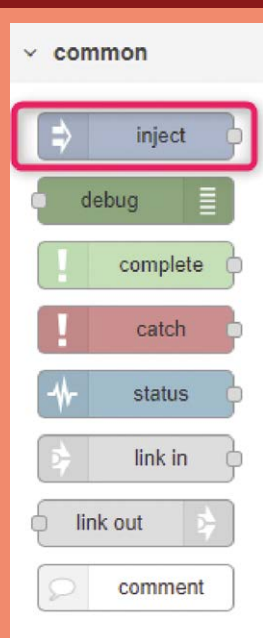 common
inject
debug
complete
catch
status
link in
link out
comment